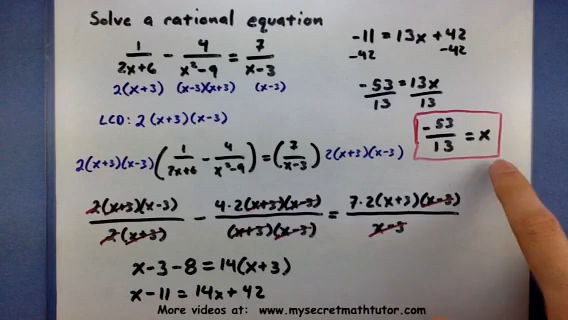 Solve a rational equation
1/(2x+6) - 4/(x²-9) = 7/(x-3)
2(x+3) (x-3)(x+3) (x-3)
LCD: 2(x+3)(x-3)
2(x+3)(x-3)(1/(2x+6) - 4/(x²-9)) = (7/(x-3)) 2(x+3)(x-3)
2(x+3)(x-3)/2(x+3) - 4·2(x+3)(x-3)/(x+3)(x-3) = 7·2(x+3)(x-3)/x-3
x-3-8 = 14(x+3)
x-11 = 14x+42
-11 = 13x+42
-42 -42
-53/13 = 13x/13
-53/13 = x
More videos at: www.mysecretmathtutor.com